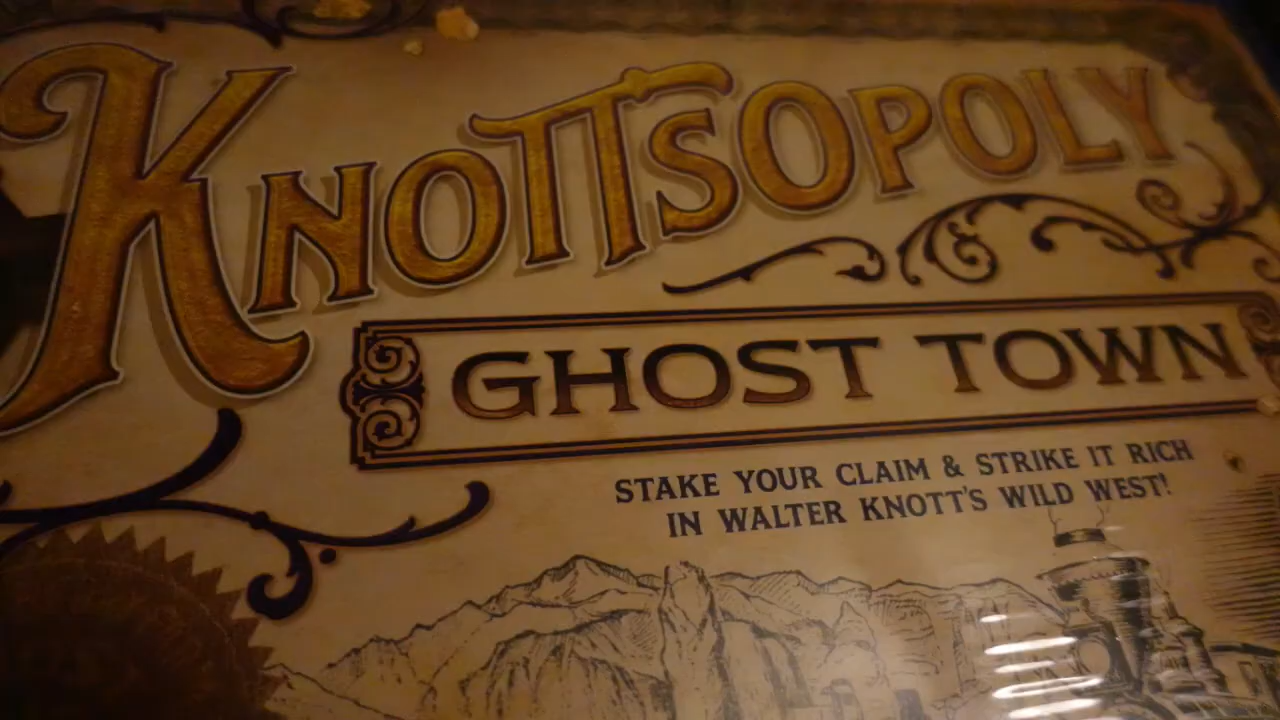 KNOTTSOPOLY
GHOST TOWN
STAKE YOUR CLAIM & STRIKE IT RICH
IN WALTER KNOTT'S WILD WEST!